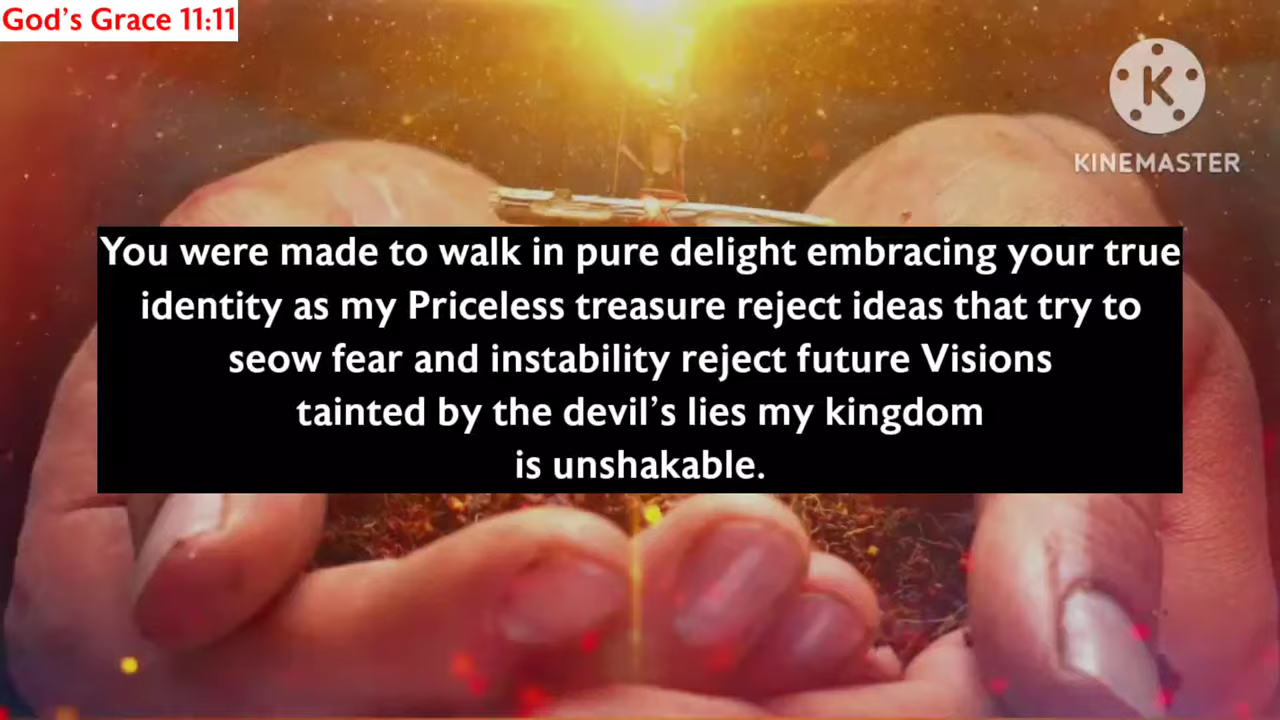 God's Grace 11:11
KINEMASTER
You were made to walk in pure delight embracing your true
identity as my Priceless treasure reject ideas that try to
seow fear and instability reject future Visions
tainted by the devil's lies my kingdom
is unshakable.